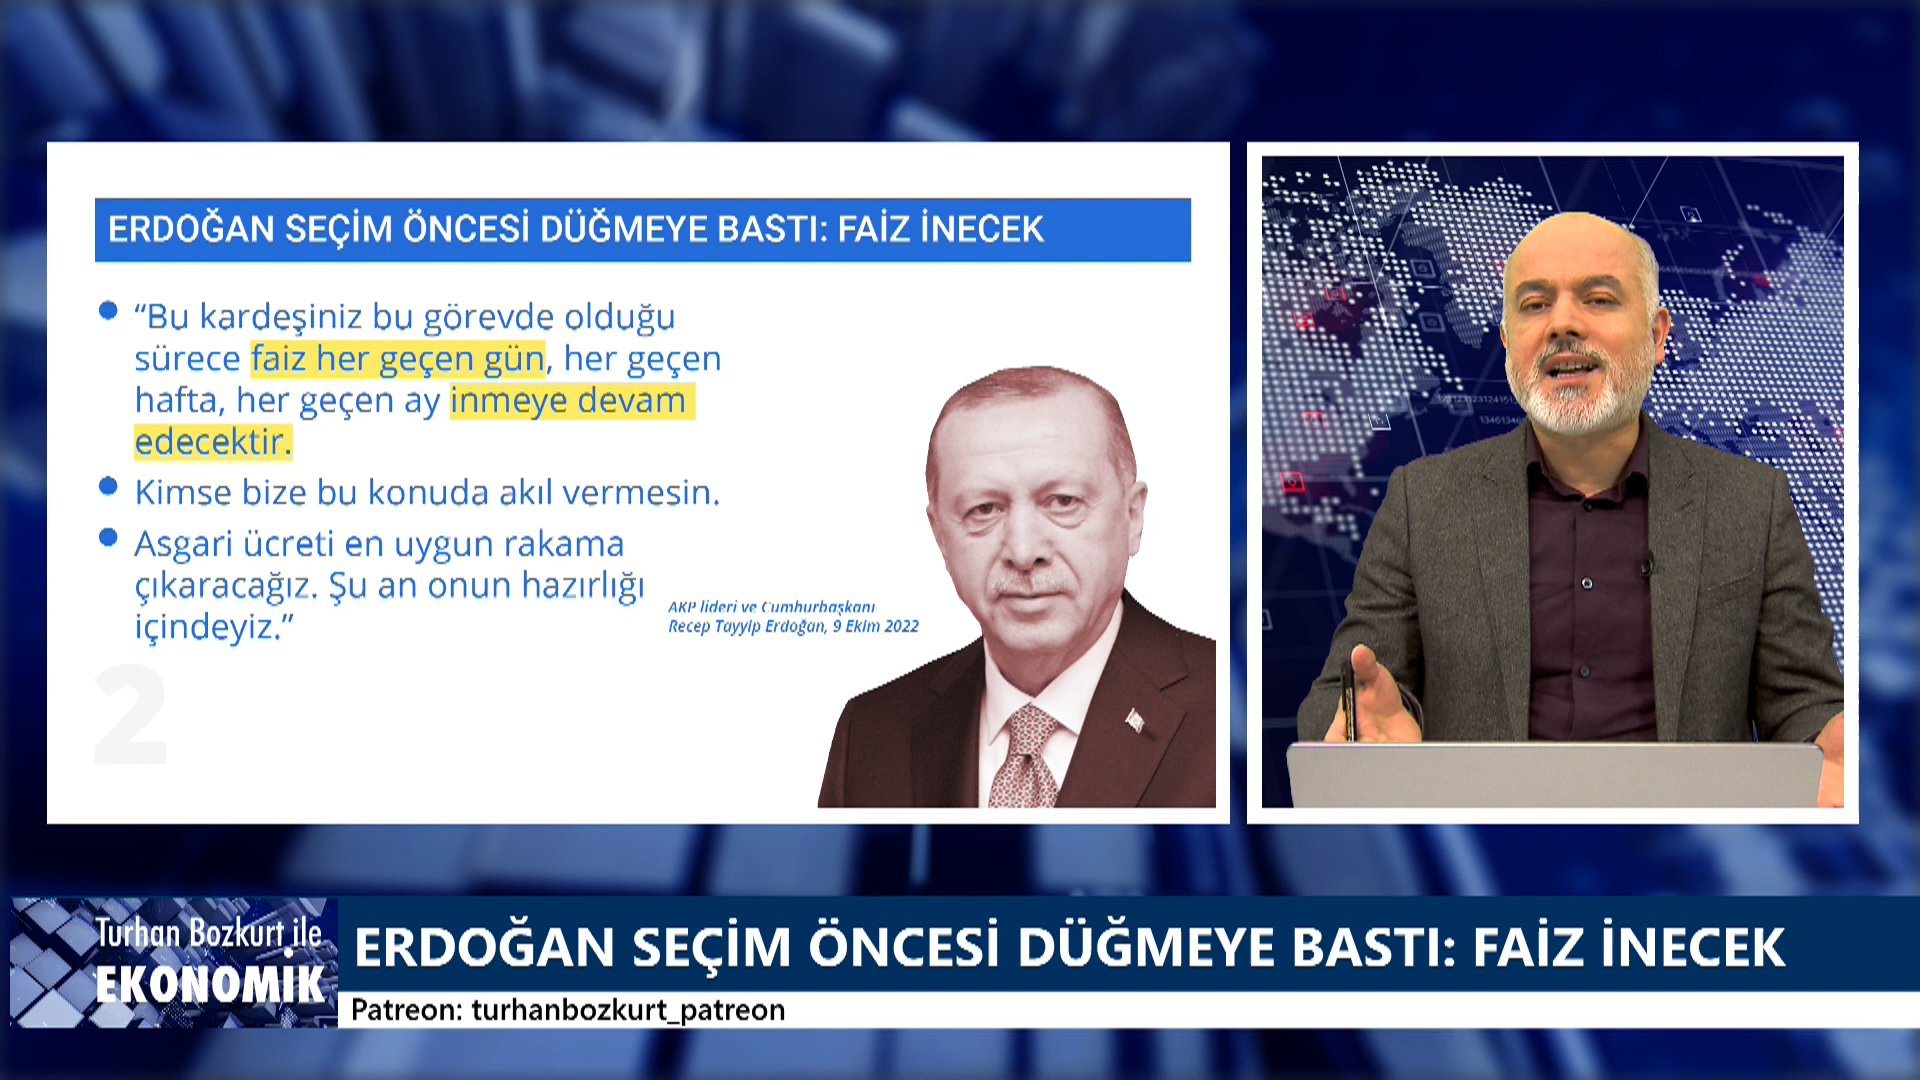 ERDOĞAN SEÇİM ÖNCESİ DÜĞMEYE BASTI: FAİZ İNECEK
“Bu kardeşiniz bu görevde olduğu
sürece faiz her geçen gün, her geçen
hafta, her geçen ay inmeye devam
edecektir.
Kimse bize bu konuda akıl vermesin.
Asgari ücreti en uygun rakama
çıkaracağız. Şu an onun hazırlığı
içindeyiz.”
AKP lideri ve Cumhurbaşkanı
Recep Tayyip Erdoğan, 9 Ekim 2022
2
Turhan Bozkurt ile
EKONOMİK
ERDOĞAN SEÇİM ÖNCESİ DÜĞMEYE BASTI: FAİZ İNECEK
Patreon: turhanbozkurt_patreon